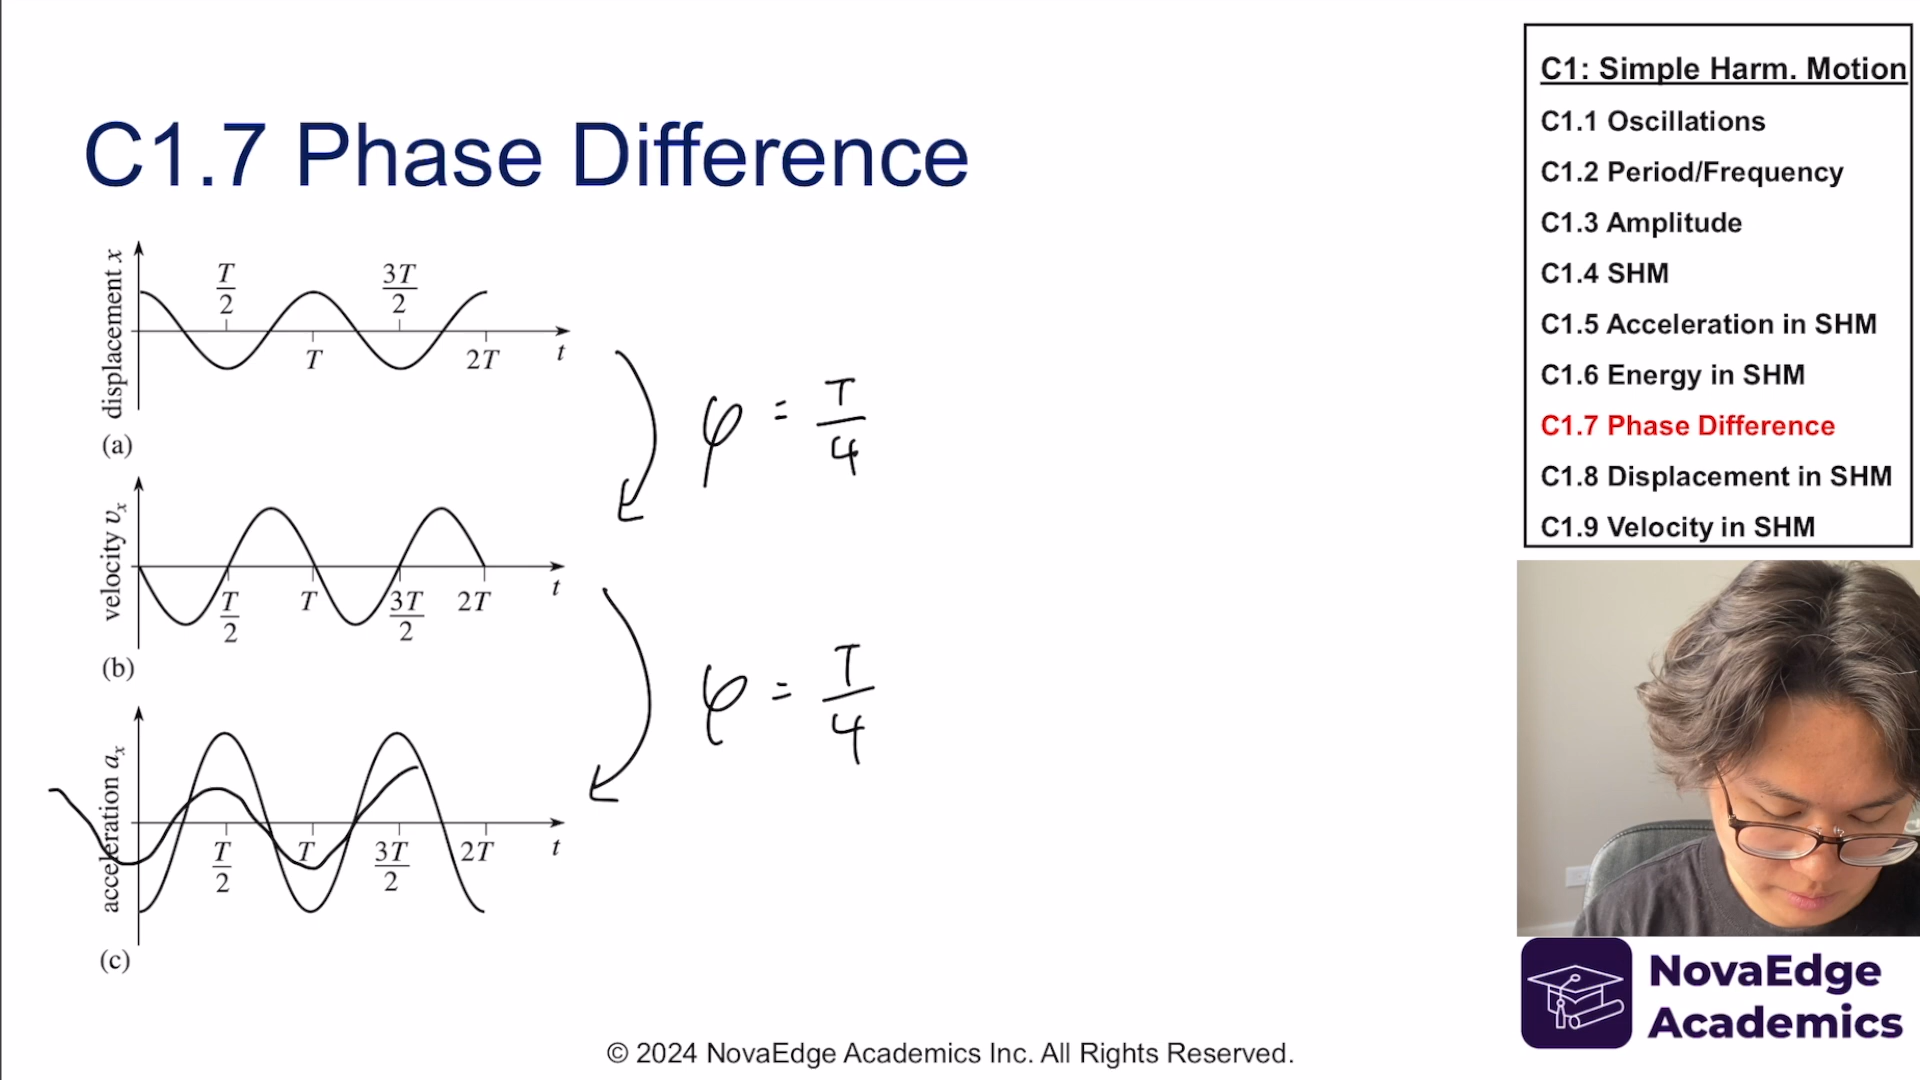 C1.7 Phase Difference
displacement x
T/2
3T/2
T
2T
t
(a)
φ = T/4
velocity vₓ
T/2
T
3T/2
2T
t
(b)
φ = T/4
acceleration aₓ
T/2
T
3T/2
2T
t
(c)
C1: Simple Harm. Motion
C1.1 Oscillations
C1.2 Period/Frequency
C1.3 Amplitude
C1.4 SHM
C1.5 Acceleration in SHM
C1.6 Energy in SHM
C1.7 Phase Difference
C1.8 Displacement in SHM
C1.9 Velocity in SHM
NovaEdge
Academics
© 2024 NovaEdge Academics Inc. All Rights Reserved.